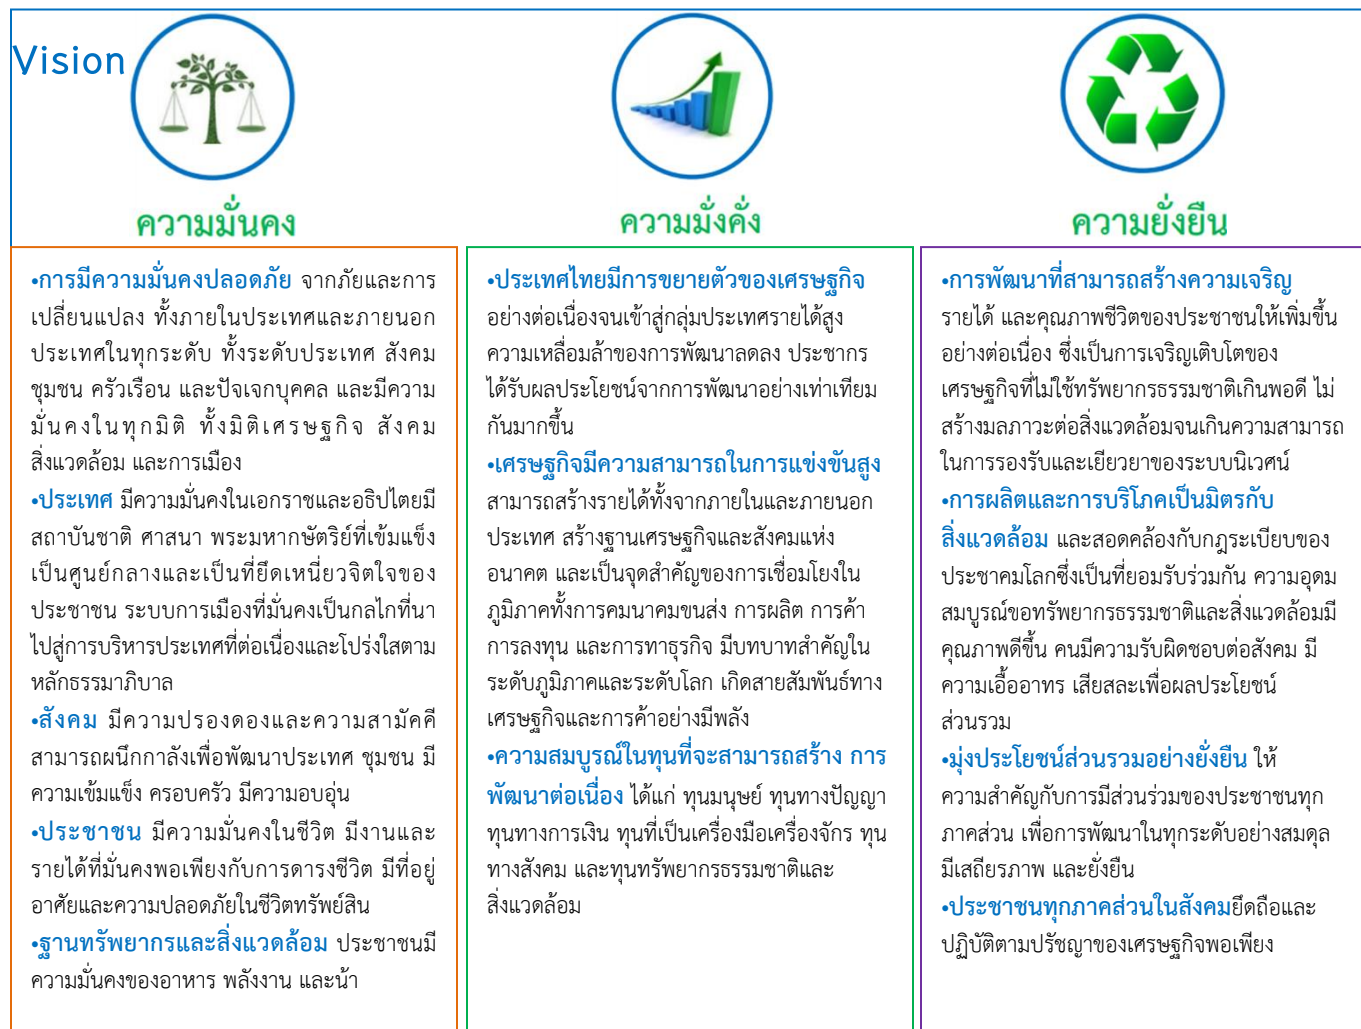 Vision
ความมั่นคง
•การมีความมั่นคงปลอดภัย จากภัยและการ
เปลี่ยนแปลง ทั้งภายในประเทศและภายนอก
ประเทศในทุกระดับ ทั้งระดับประเทศ สังคม
ชุมชน ครัวเรือน และปัจเจกบุคคล และมีความ
มั่นคงในทุกมิติ ทั้งมิติเศรษฐกิจ สังคม
สิ่งแวดล้อม และการเมือง
•ประเทศ มีความมั่นคงในเอกราชและอธิปไตยมี
สถาบันชาติ ศาสนา พระมหากษัตริย์ที่เข้มแข็ง
เป็นศูนย์กลางและเป็นที่ยึดเหนี่ยวจิตใจของ
ประชาชน ระบบการเมืองที่มั่นคงเป็นกลไกที่นา
ไปสู่การบริหารประเทศที่ต่อเนื่องและโปร่งใสตาม
หลักธรรมาภิบาล
•สังคม มีความปรองดองและความสามัคคี
สามารถผนึกกาลังเพื่อพัฒนาประเทศ ชุมชน มี
ความเข้มแข็ง ครอบครัว มีความอบอุ่น
•ประชาชน มีความมั่นคงในชีวิต มีงานและ
รายได้ที่มั่นคงพอเพียงกับการดารงชีวิต มีที่อยู่
อาศัยและความปลอดภัยในชีวิตทรัพย์สิน
•ฐานทรัพยากรและสิ่งแวดล้อม ประชาชนมี
ความมั่นคงของอาหาร พลังงาน และน้า
ความมั่งคั่ง
•ประเทศไทยมีการขยายตัวของเศรษฐกิจ
อย่างต่อเนื่องจนเข้าสู่กลุ่มประเทศรายได้สูง
ความเหลื่อมล้าของการพัฒนาลดลง ประชากร
ได้รับผลประโยชน์จากการพัฒนาอย่างเท่าเทียม
กันมากขึ้น
•เศรษฐกิจมีความสามารถในการแข่งขันสูง
สามารถสร้างรายได้ทั้งจากภายในและภายนอก
ประเทศ สร้างฐานเศรษฐกิจและสังคมแห่ง
อนาคต และเป็นจุดสำคัญของการเชื่อมโยงใน
ภูมิภาคทั้งการคมนาคมขนส่ง การผลิต การค้า
การลงทุน และการทาธุรกิจ มีบทบาทสำคัญใน
ระดับภูมิภาคและระดับโลก เกิดสายสัมพันธ์ทาง
เศรษฐกิจและการค้าอย่างมีพลัง
•ความสมบูรณ์ในทุนที่จะสามารถสร้าง การ
พัฒนาต่อเนื่อง ได้แก่ ทุนมนุษย์ ทุนทางปัญญา
ทุนทางการเงิน ทุนที่เป็นเครื่องมือเครื่องจักร ทุน
ทางสังคม และทุนทรัพยากรธรรมชาติและ
สิ่งแวดล้อม
ความยั่งยืน
•การพัฒนาที่สามารถสร้างความเจริญ
รายได้ และคุณภาพชีวิตของประชาชนให้เพิ่มขึ้น
อย่างต่อเนื่อง ซึ่งเป็นการเจริญเติบโตของ
เศรษฐกิจที่ไม่ใช้ทรัพยากรธรรมชาติเกินพอดี ไม่
สร้างมลภาวะต่อสิ่งแวดล้อมจนเกินความสามารถ
ในการรองรับและเยียวยาของระบบนิเวศน์
•การผลิตและการบริโภคเป็นมิตรกับ
สิ่งแวดล้อม และสอดคล้องกับกฎระเบียบของ
ประชาคมโลกซึ่งเป็นที่ยอมรับร่วมกัน ความอุดม
สมบูรณ์ขอทรัพยากรธรรมชาติและสิ่งแวดล้อมมี
คุณภาพดีขึ้น คนมีความรับผิดชอบต่อสังคม มี
ความเอื้ออาทร เสียสละเพื่อผลประโยชน์
ส่วนรวม
•มุ่งประโยชน์ส่วนรวมอย่างยั่งยืน ให้
ความสำคัญกับการมีส่วนร่วมของประชาชนทุก
ภาคส่วน เพื่อการพัฒนาในทุกระดับอย่างสมดุล
มีเสถียรภาพ และยั่งยืน
•ประชาชนทุกภาคส่วนในสังคมยึดถือและ
ปฏิบัติตามปรัชญาของเศรษฐกิจพอเพียง